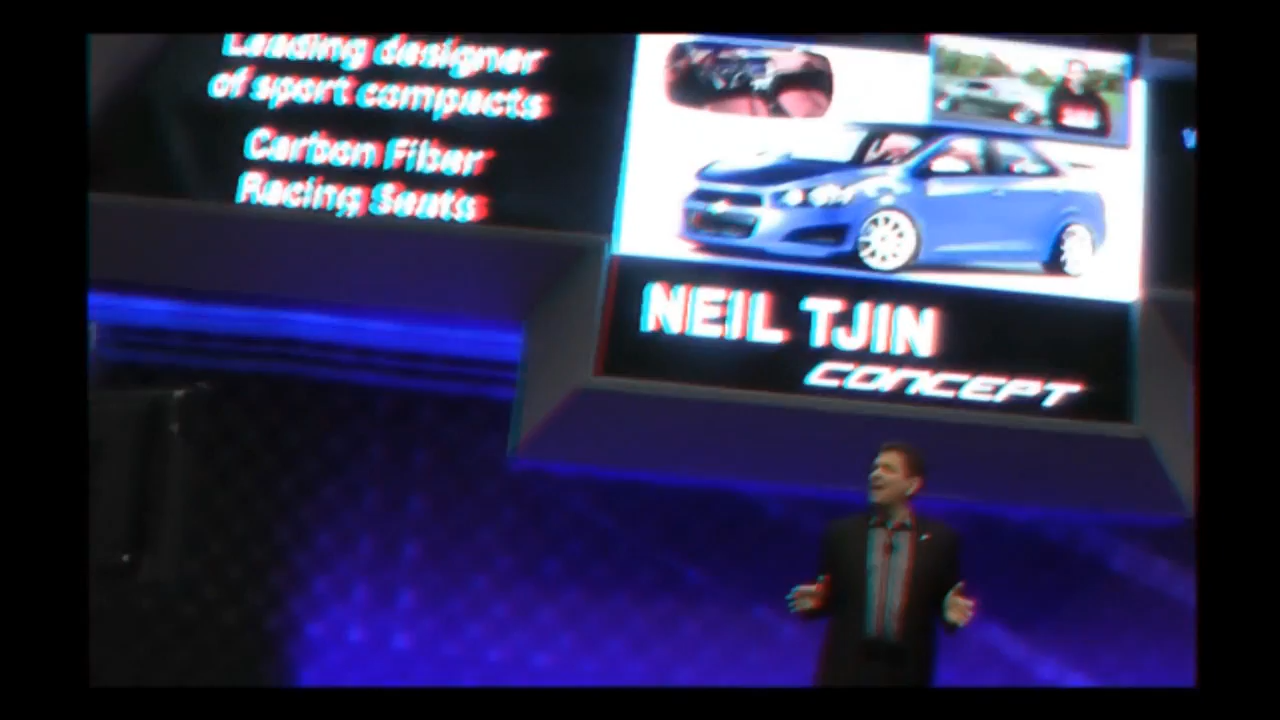 Leading designer
of sport compacts
Carbon Fiber
Racing Seats
NEIL TJIN
CONCEPT